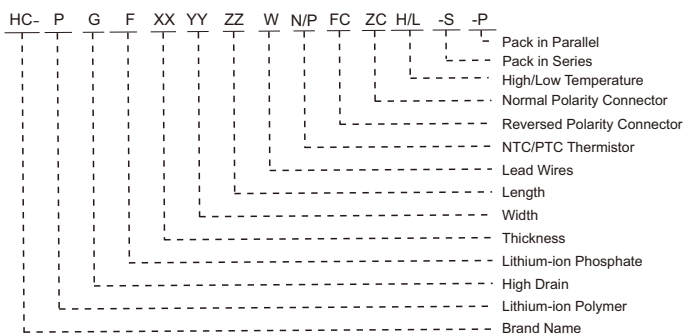 HC- P G F XX YY ZZ W N/P FC ZC H/L -S -P
Pack in Parallel
Pack in Series
High/Low Temperature
Normal Polarity Connector
Reversed Polarity Connector
NTC/PTC Thermistor
Lead Wires
Length
Width
Thickness
Lithium-ion Phosphate
High Drain
Lithium-ion Polymer
Brand Name